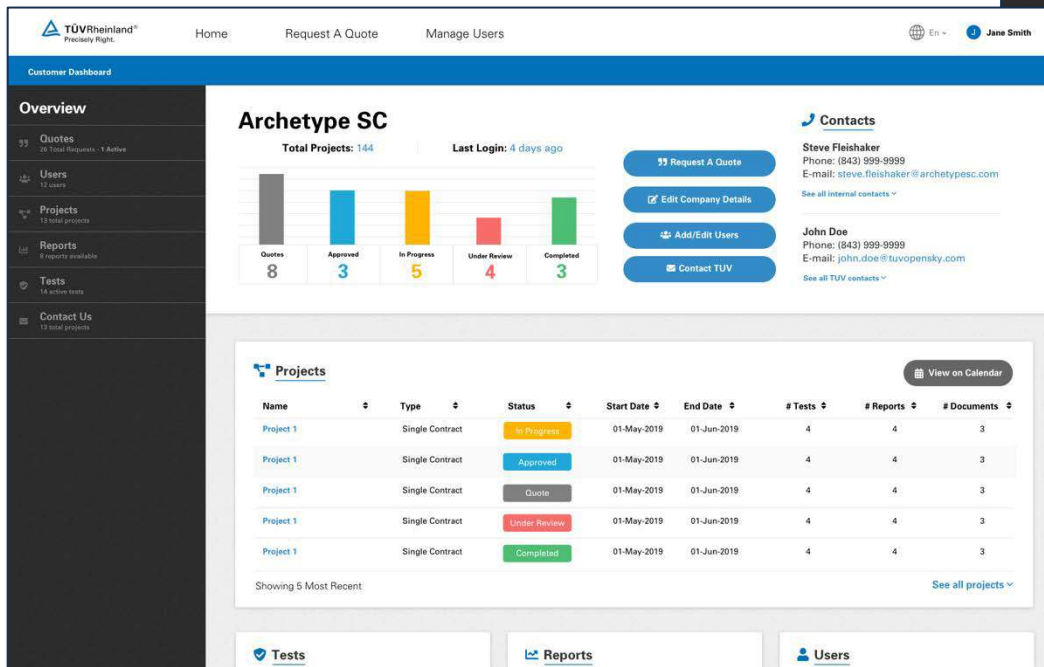 TÜVRheinland®
Precisely Right.
Home Request A Quote Manage Users
En
J Jane Smith
Customer Dashboard
Overview
Quotes
26 Total Requests - 1 Active
Users
12 users
Projects
13 total projects
Reports
8 reports available
Tests
14 active tests
Contact Us
13 total projects
Archetype SC
Total Projects: 144 Last Login: 4 days ago
Quotes Approved In Progress Under Review Completed
8 3 5 4 3
Request A Quote
Edit Company Details
Add/Edit Users
Contact TUV
Contacts
Steve Fleishaker
Phone: (843) 999-9999
E-mail: steve.fleishaker@archetypesc.com
See all internal contacts
John Doe
Phone: (843) 999-9999
E-mail: john.doe@tuvopensky.com
See all TUV contacts
Projects
View on Calendar
Name Type Status Start Date End Date # Tests # Reports # Documents
Project 1 Single Contract In Progress 01-May-2019 01-Jun-2019 4 4 3
Project 1 Single Contract Approved 01-May-2019 01-Jun-2019 4 4 3
Project 1 Single Contract Quote 01-May-2019 01-Jun-2019 4 4 3
Project 1 Single Contract Under Review 01-May-2019 01-Jun-2019 4 4 3
Project 1 Single Contract Completed 01-May-2019 01-Jun-2019 4 4 3
Showing 5 Most Recent
See all projects
Tests
Reports
Users